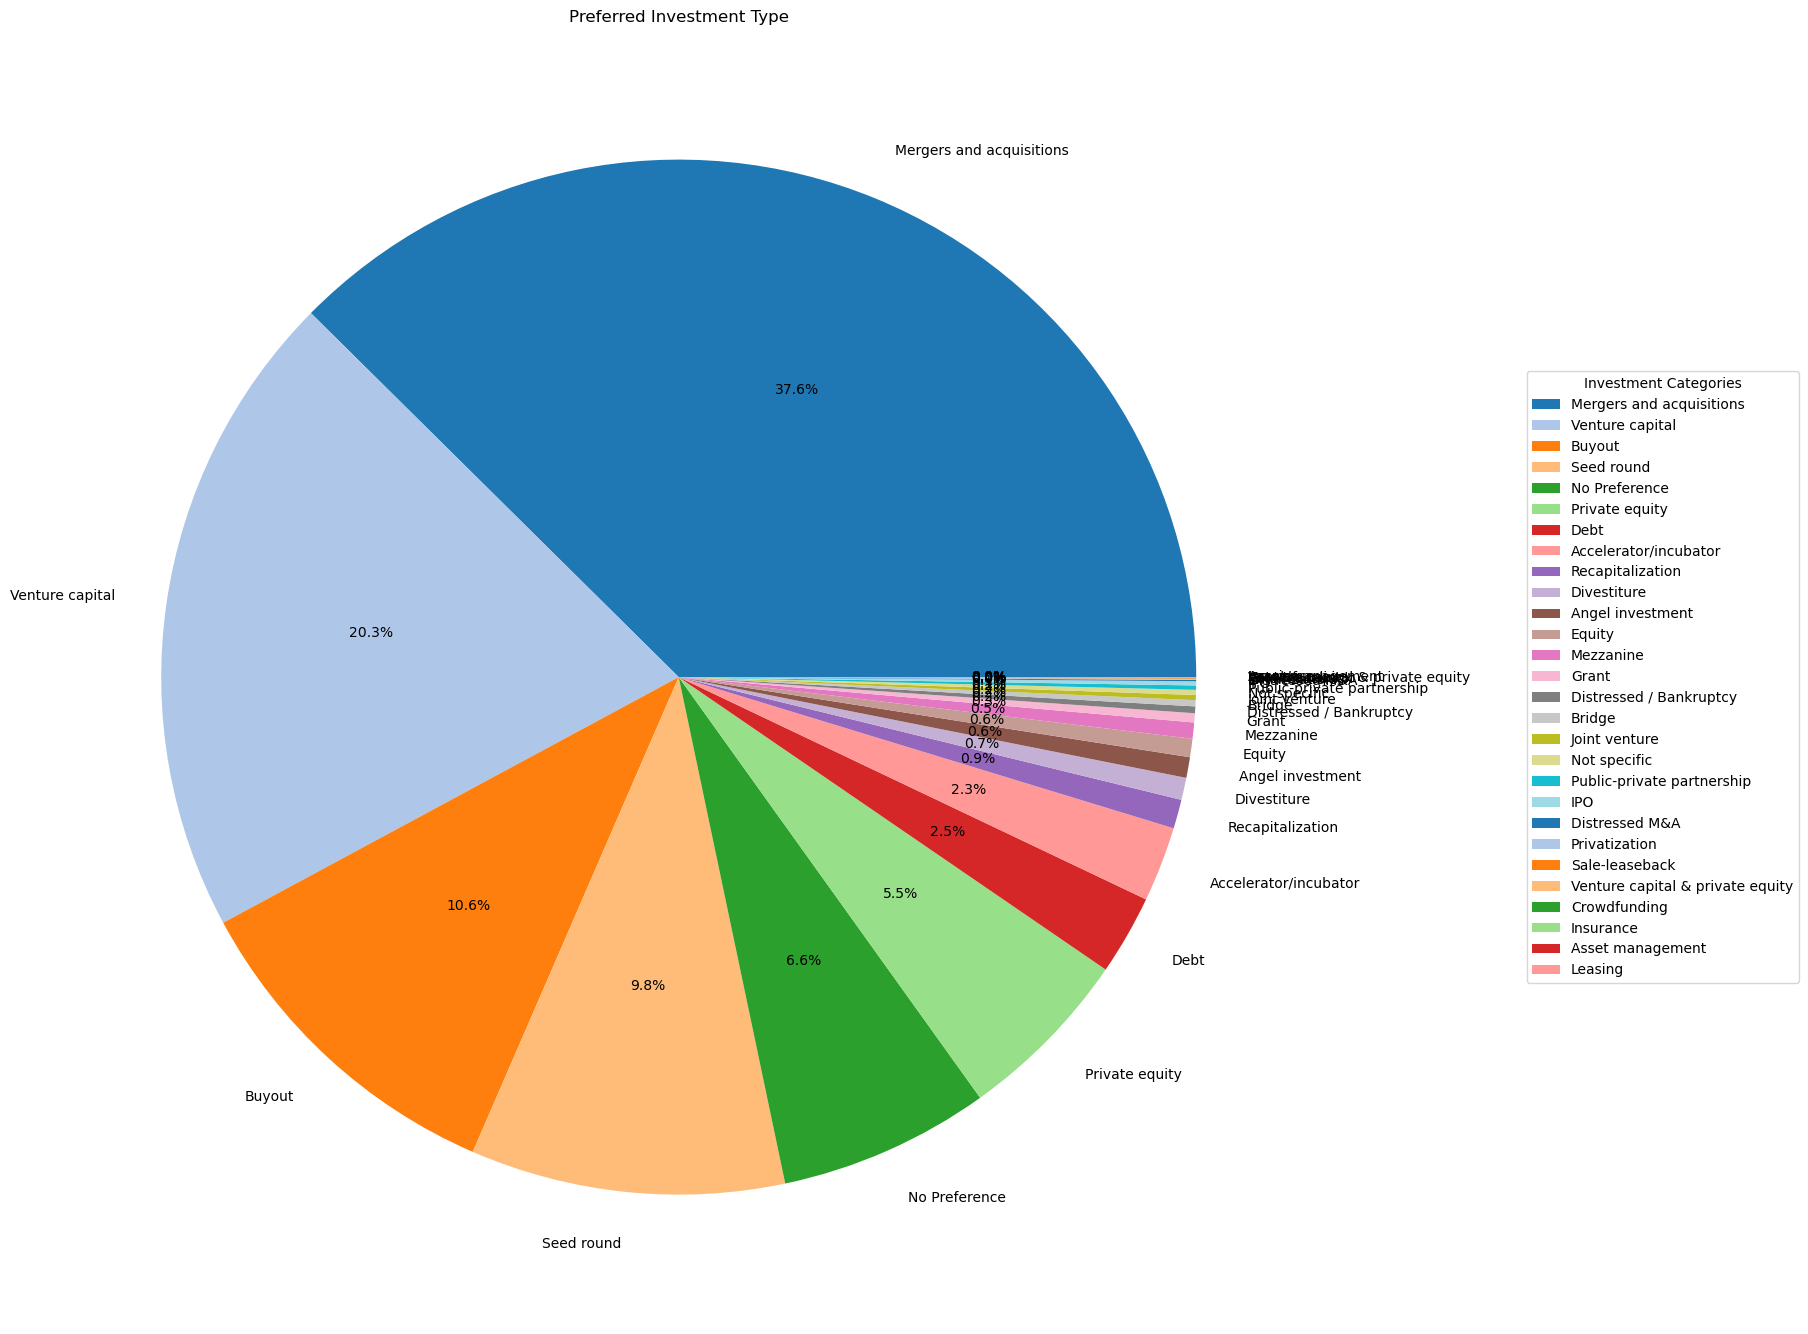 Preferred Investment Type
Mergers and acquisitions
37.6%
Venture capital
20.3%
Buyout
10.6%
Seed round
9.8%
No Preference
6.6%
Private equity
5.5%
Debt
2.5%
Accelerator/incubator
2.3%
Recapitalization
0.9%
Divestiture
0.7%
Angel investment
0.6%
Equity
0.6%
Mezzanine
0.5%
Grant
Distressed / Bankruptcy
Bridge
Joint venture
Not specific
Public-private partnership
& private equity
Investment Categories
Mergers and acquisitions
Venture capital
Buyout
Seed round
No Preference
Private equity
Debt
Accelerator/incubator
Recapitalization
Divestiture
Angel investment
Equity
Mezzanine
Grant
Distressed / Bankruptcy
Bridge
Joint venture
Not specific
Public-private partnership
IPO
Distressed M&A
Privatization
Sale-leaseback
Venture capital & private equity
Crowdfunding
Insurance
Asset management
Leasing